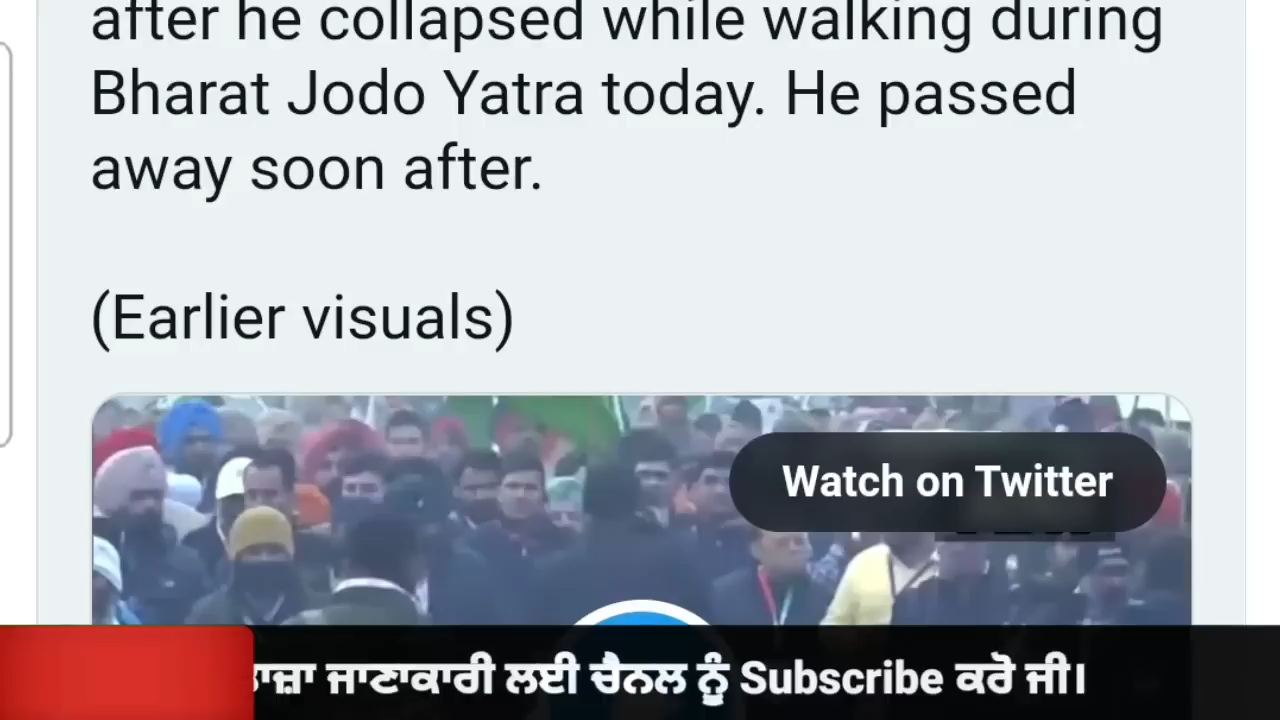 after he collapsed while walking during
Bharat Jodo Yatra today. He passed
away soon after.
(Earlier visuals)
Watch on Twitter
ਜਾਣਕਾਰੀ ਲਈ ਚੈਨਲ ਨੂੰ Subscribe ਕਰੋ ਜੀ।